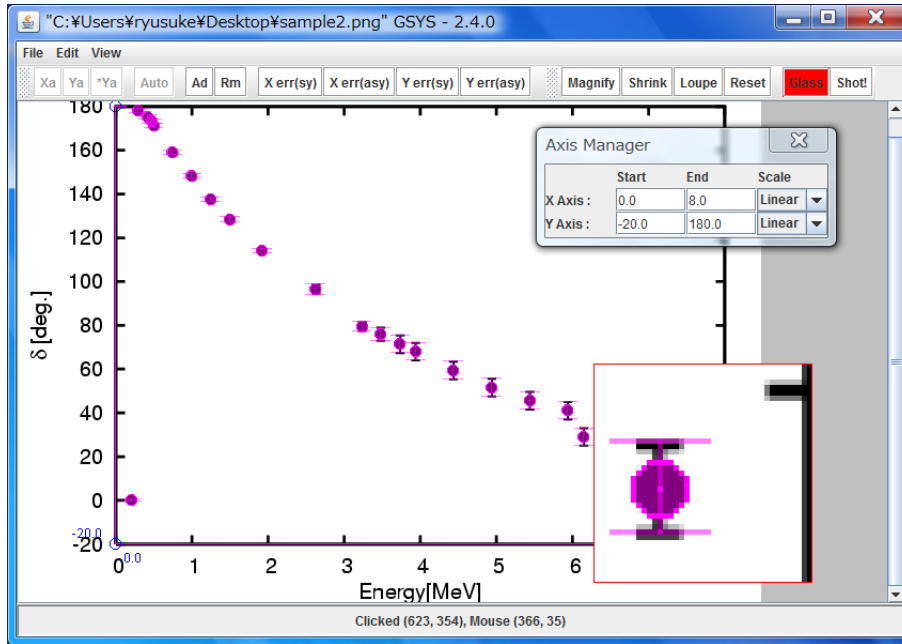 "C:¥Users¥ryusuke¥Desktop¥sample2.png" GSYS - 2.4.0
File Edit View
Xa Ya *Ya Auto Ad Rm X err(sy) X err(asy) Y err(sy) Y err(asy) Magnify Shrink Loupe Reset Glass Shot!
180
Axis Manager
Start End Scale
X Axis : 0.0 8.0 Linear
Y Axis : -20.0 180.0 Linear
160
140
120
100
80
60
40
20
0
-20
δ [deg.]
-20.0
0.0
0 1 2 3 4 5 6
Energy[MeV]
Clicked (623, 354), Mouse (366, 35)